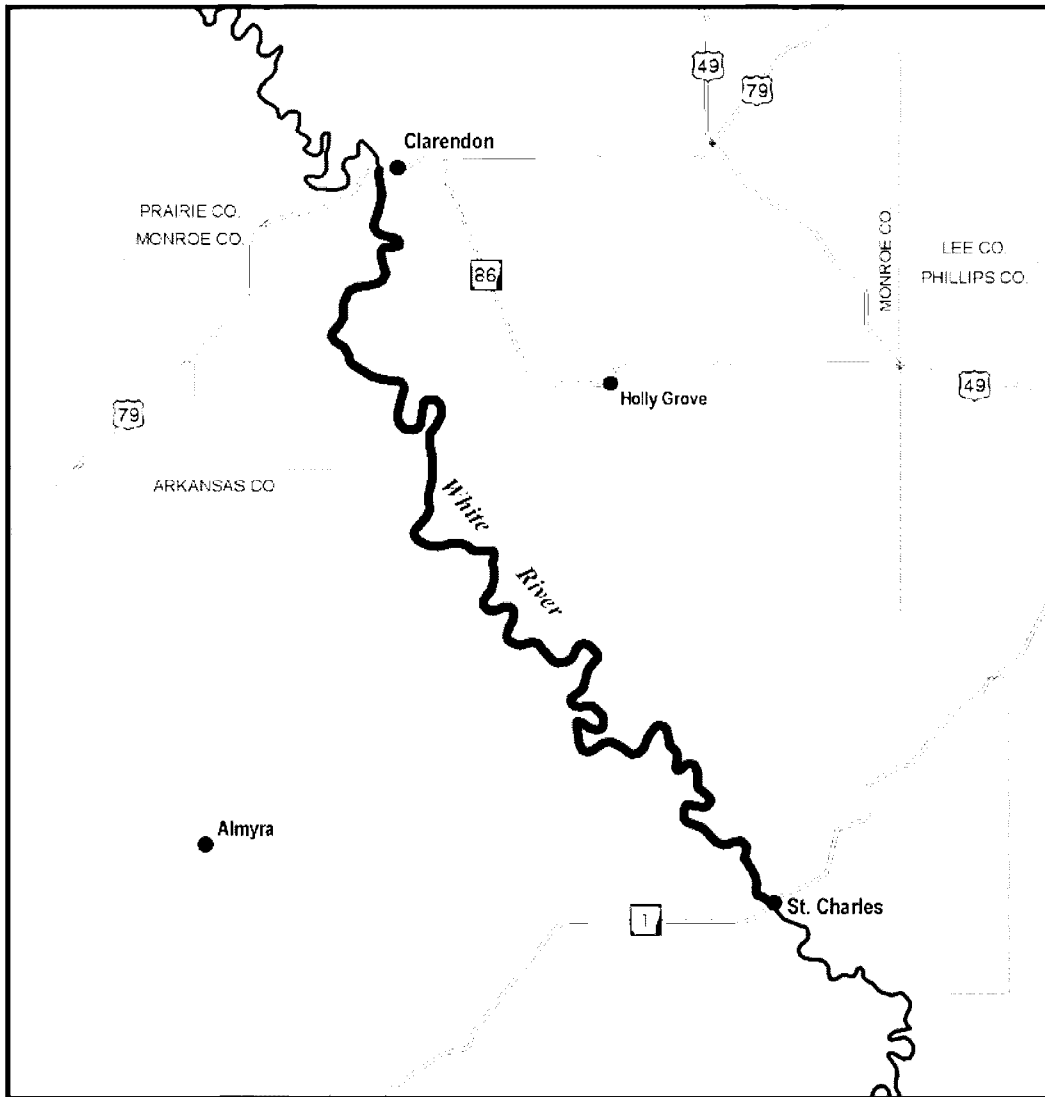 49
79
Clarendon
PRAIRIE CO.
MONROE CO.
MONROE CO.
LEE CO.
PHILLIPS CO.
86
49
Holly Grove
79
ARKANSAS CO
White
River
Almyra
St. Charles
1